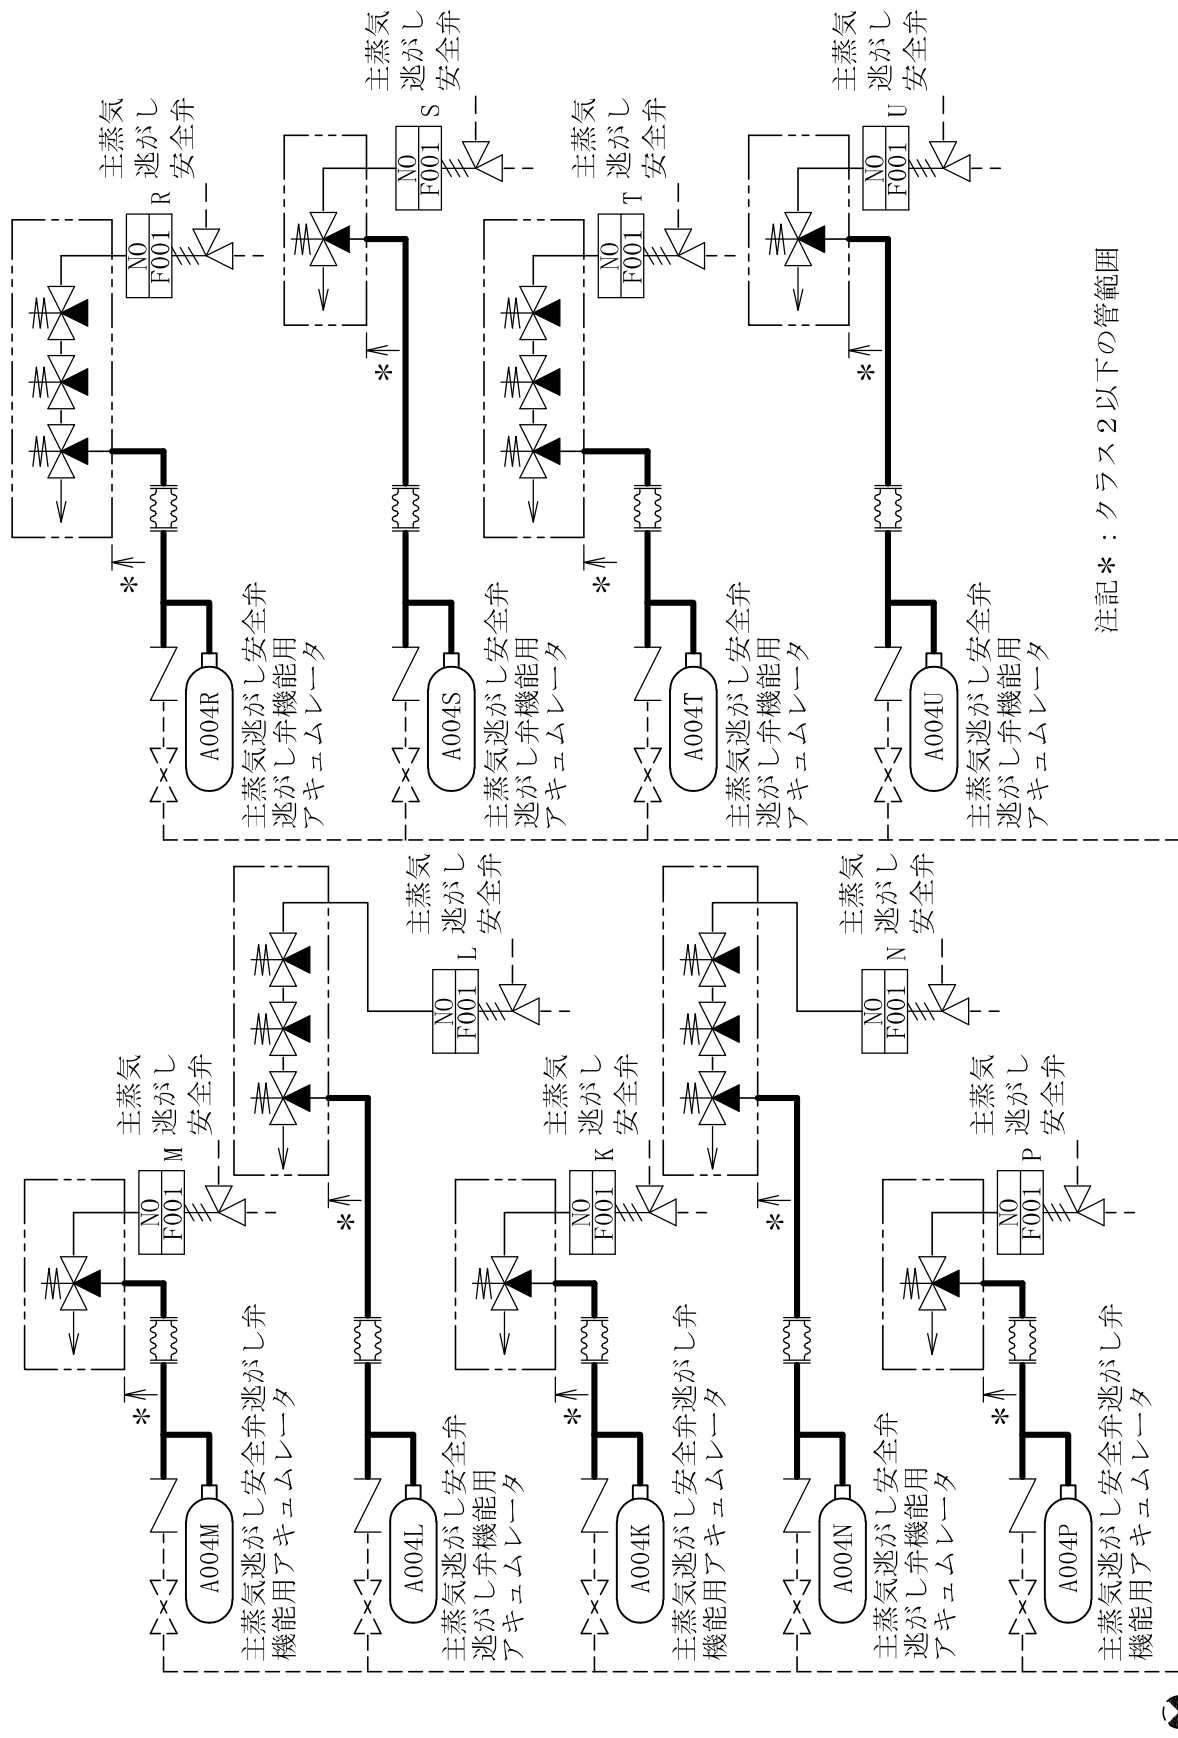 主蒸気
逃がし
安全弁
NO
F001
R
A004R
主蒸気逃がし安全弁
逃がし弁機能用
アキュムレータ
*
主蒸気
逃がし
安全弁
NO
F001
S
A004S
主蒸気逃がし安全弁
逃がし弁機能用
アキュムレータ
*
主蒸気
逃がし
安全弁
NO
F001
T
A004T
主蒸気逃がし安全弁
逃がし弁機能用
アキュムレータ
*
主蒸気
逃がし
安全弁
NO
F001
U
A004U
主蒸気逃がし安全弁
逃がし弁機能用
アキュムレータ
*
主蒸気
逃がし
安全弁
NO
F001
M
A004M
主蒸気逃がし安全弁逃がし弁
機能用アキュムレータ
*
主蒸気
逃がし
安全弁
NO
F001
L
A004L
主蒸気逃がし安全弁
逃がし弁機能用
アキュムレータ
*
主蒸気
逃がし
安全弁
NO
F001
K
A004K
主蒸気逃がし安全弁逃がし弁
機能用アキュムレータ
*
主蒸気
逃がし
安全弁
NO
F001
N
A004N
主蒸気逃がし安全弁
逃がし弁機能用
アキュムレータ
*
主蒸気
逃がし
安全弁
NO
F001
P
A004P
主蒸気逃がし安全弁逃がし弁
機能用アキュムレータ
*
注記*：クラス２以下の管範囲